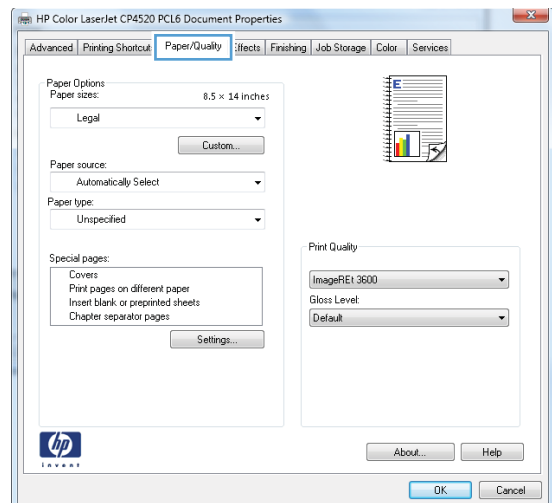 HP Color LaserJet CP4520 PCL6 Document Properties
Advanced Printing Shortcut Paper/Quality Effects Finishing Job Storage Color Services
Paper Options
Paper sizes: 8.5 × 14 inches
Legal
Custom...
Paper source:
Automatically Select
Paper type:
Unspecified
Special pages:
Covers
Print pages on different paper
Insert blank or preprinted sheets
Chapter separator pages
Settings...
E
Print Quality
ImageREt 3600
Gloss Level:
Default
hp
invent
About... Help
OK Cancel